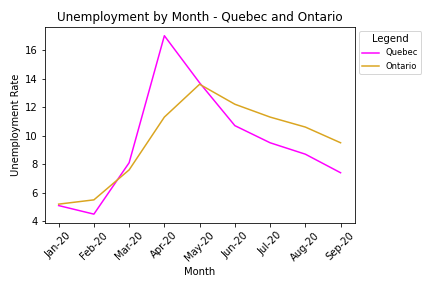 Unemployment by Month - Quebec and Ontario
Legend
Quebec
Ontario
Unemployment Rate
16
14
12
10
8
6
4
Jan-20
Feb-20
Mar-20
Apr-20
May-20
Jun-20
Jul-20
Aug-20
Sep-20
Month